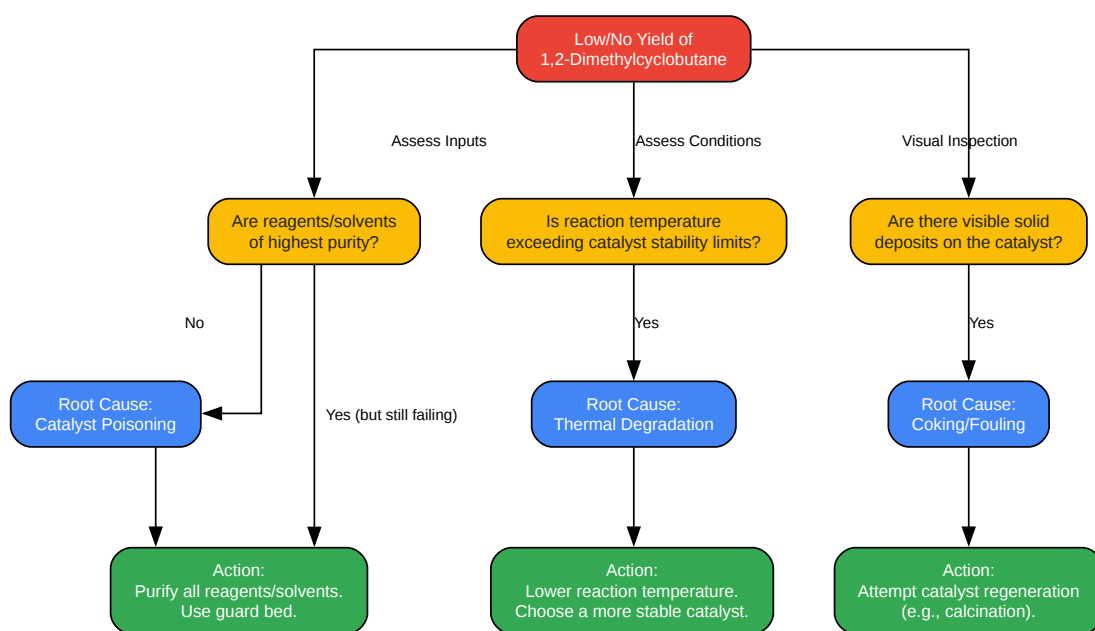 Low/No Yield of
1,2-Dimethylcyclobutane
Assess Inputs
Assess Conditions
Visual Inspection
Are reagents/solvents
of highest purity?
Is reaction temperature
exceeding catalyst stability limits?
Are there visible solid
deposits on the catalyst?
No
Yes
Yes
Root Cause:
Catalyst Poisoning
Yes (but still failing)
Root Cause:
Thermal Degradation
Root Cause:
Coking/Fouling
Action:
Purify all reagents/solvents.
Use guard bed.
Action:
Lower reaction temperature.
Choose a more stable catalyst.
Action:
Attempt catalyst regeneration
(e.g., calcination).